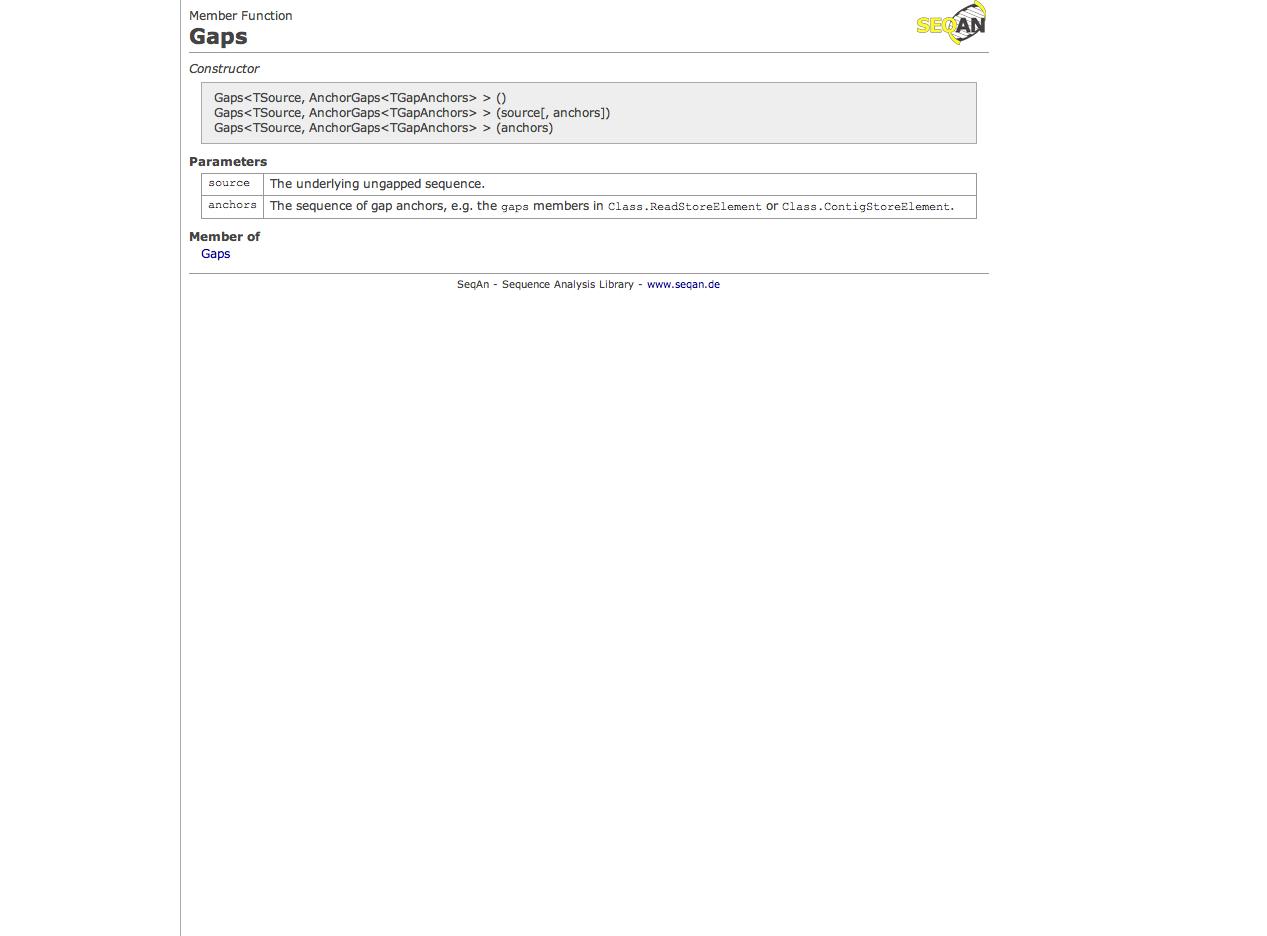 Member Function
SEQAN
Gaps
Constructor
Gaps<TSource, AnchorGaps<TGapAnchors> > ()
Gaps<TSource, AnchorGaps<TGapAnchors> > (source[, anchors])
Gaps<TSource, AnchorGaps<TGapAnchors> > (anchors)
Parameters
source The underlying ungapped sequence.
anchors The sequence of gap anchors, e.g. the gaps members in Class.ReadStoreElement or Class.ContigStoreElement.
Member of
Gaps
SeqAn - Sequence Analysis Library - www.seqan.de